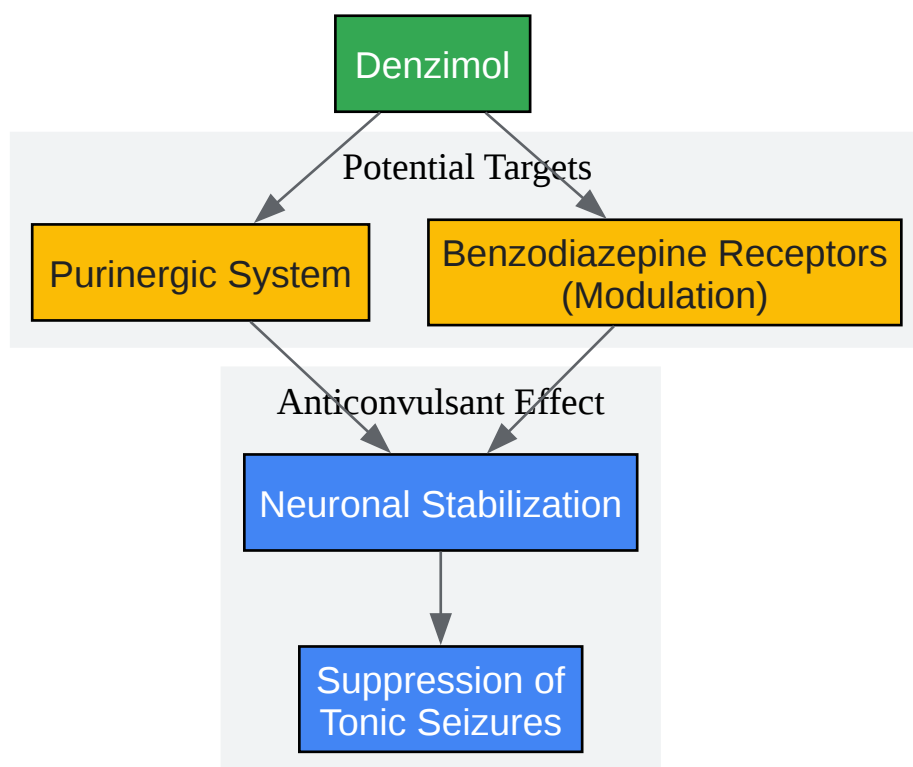 Denzimol
Potential Targets
Purinergic System
Benzodiazepine Receptors
(Modulation)
Anticonvulsant Effect
Neuronal Stabilization
Suppression of
Tonic Seizures